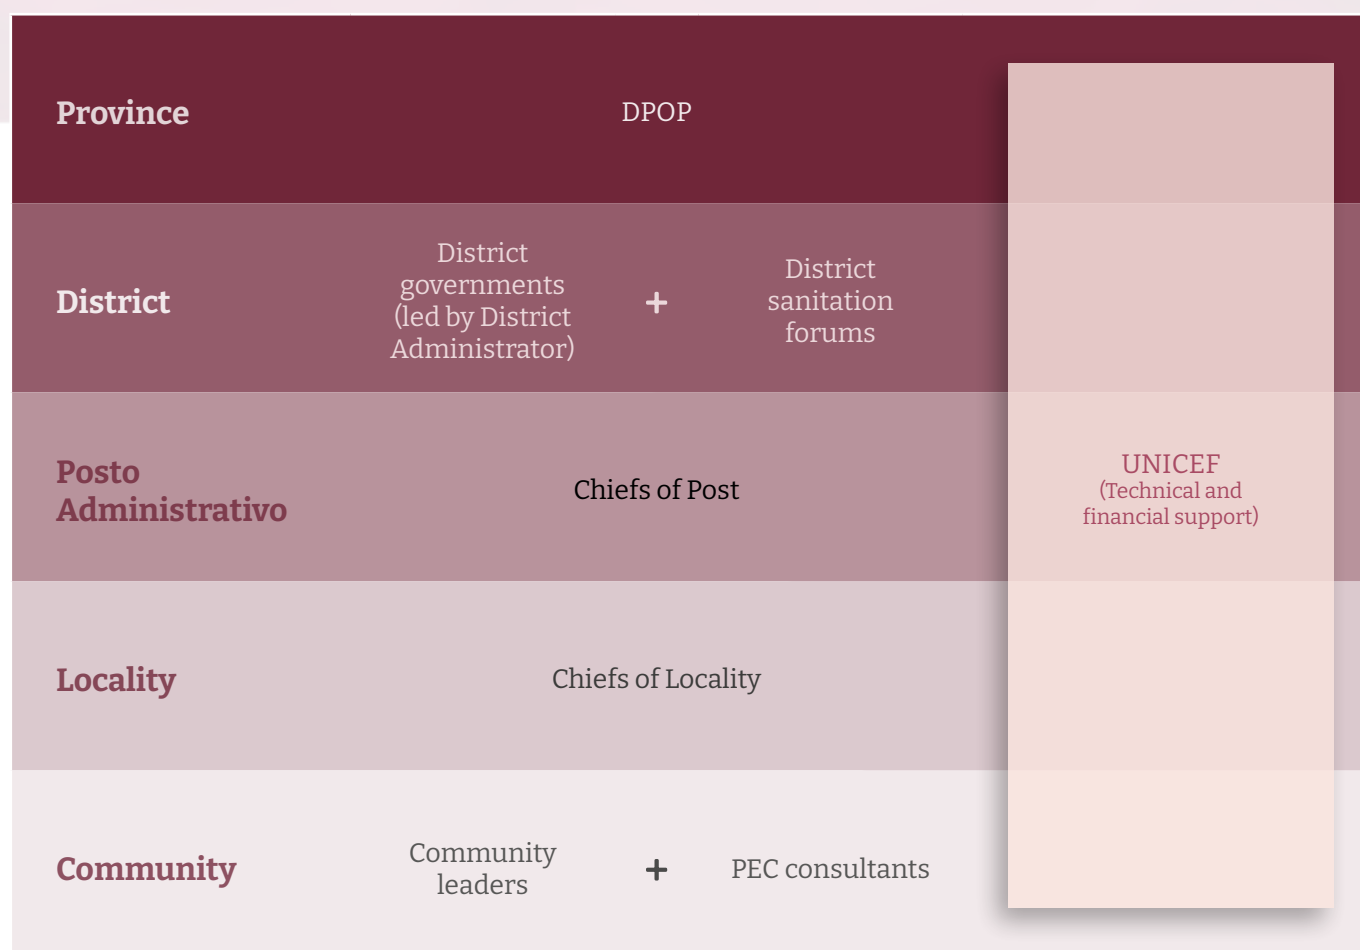 Province
DPOP
District
District
governments
(led by District
Administrator)
+
District
sanitation
forums
Posto
Administrativo
Chiefs of Post
UNICEF
(Technical and
financial support)
Locality
Chiefs of Locality
Community
Community
leaders
+
PEC consultants